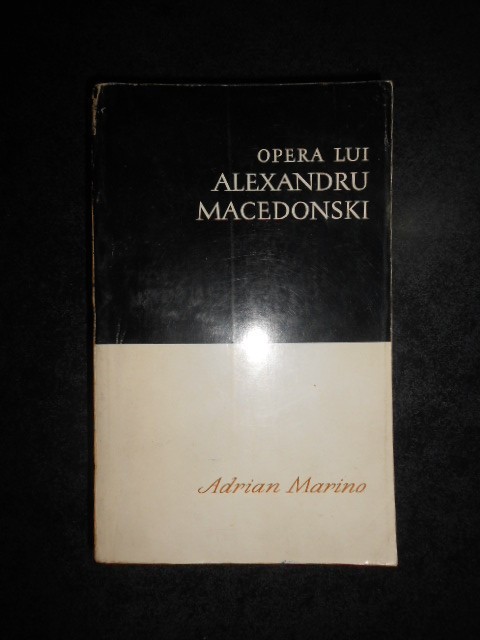 OPERA LUI
ALEXANDRU
MACEDONSKI
Adrian Marino